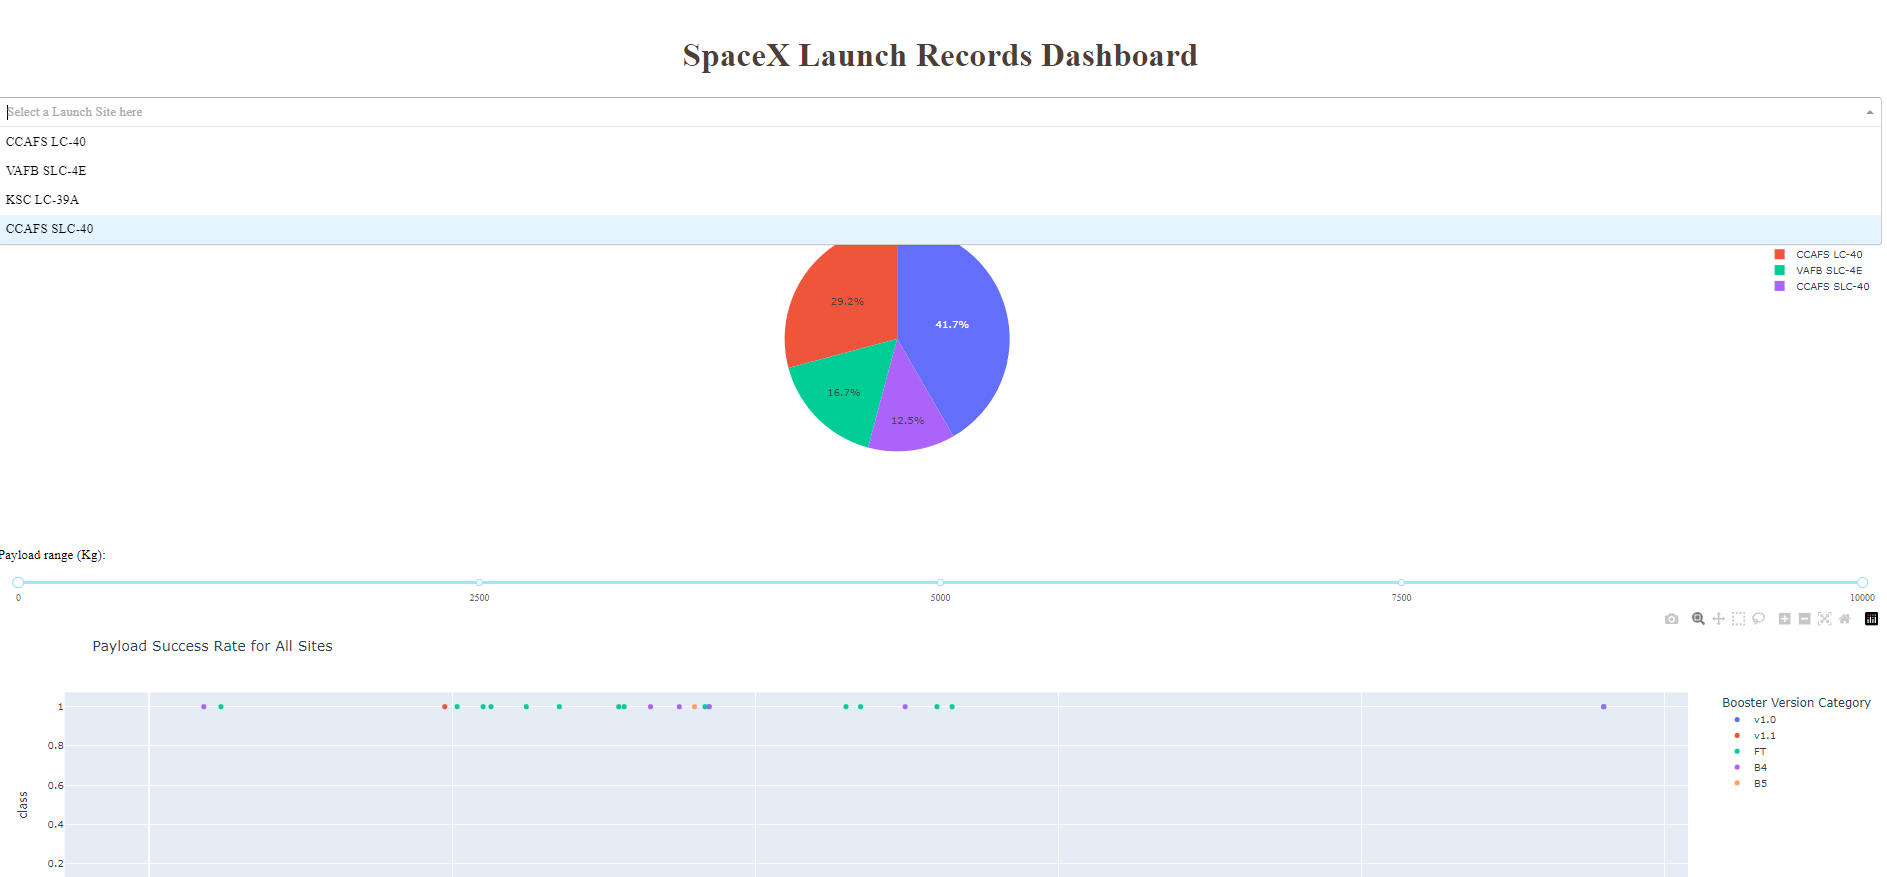 SpaceX Launch Records Dashboard
Select a Launch Site here
CCAFS LC-40
VAFB SLC-4E
KSC LC-39A
CCAFS SLC-40
CCAFS LC-40
VAFB SLC-4E
CCAFS SLC-40
29.2%
41.7%
16.7%
12.5%
Payload range (Kg):
0 2500 5000 7500 10000
Payload Success Rate for All Sites
1
0.8
0.6
0.4
0.2
class
Booster Version Category
v1.0
v1.1
FT
B4
B5